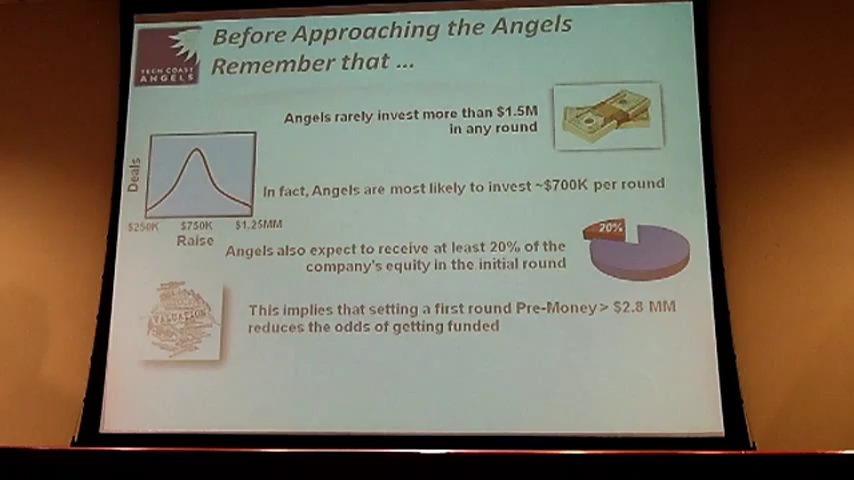 Before Approaching the Angels
Remember that ...
TECH COAST
ANGELS
Angels rarely invest more than $1.5M
in any round
Deals
In fact, Angels are most likely to invest ~$700K per round
$250K $750K $1.25MM
Raise
20%
Angels also expect to receive at least 20% of the
company's equity in the initial round
VALUATION
This implies that setting a first round Pre-Money > $2.8 MM
reduces the odds of getting funded